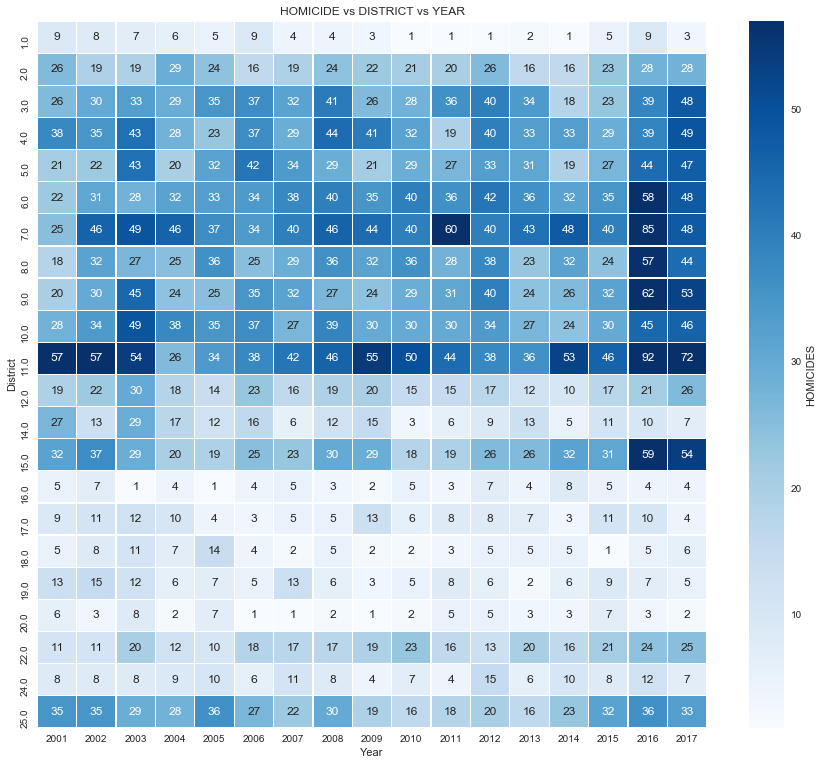 HOMICIDE vs DISTRICT vs YEAR
1.0 9 8 7 6 5 9 4 4 3 1 1 1 2 1 5 9 3
2.0 26 19 19 29 24 16 19 24 22 21 20 26 16 16 23 28 28
3.0 26 30 33 29 35 37 32 41 26 28 36 40 34 18 23 39 48
4.0 38 35 43 28 23 37 29 44 41 32 19 40 33 33 29 39 49
5.0 21 22 43 20 32 42 34 29 21 29 27 33 31 19 27 44 47
6.0 22 31 28 32 33 34 38 40 35 40 36 42 36 32 35 58 48
7.0 25 46 49 46 37 34 40 46 44 40 60 40 43 48 40 85 48
8.0 18 32 27 25 36 25 29 36 32 36 28 38 23 32 24 57 44
9.0 20 30 45 24 25 35 32 27 24 29 31 40 24 26 32 62 53
10.0 28 34 49 38 35 37 27 39 30 30 30 34 27 24 30 45 46
11.0 57 57 54 26 34 38 42 46 55 50 44 38 36 53 46 92 72
12.0 19 22 30 18 14 23 16 19 20 15 15 17 12 10 17 21 26
14.0 27 13 29 17 12 16 6 12 15 3 6 9 13 5 11 10 7
15.0 32 37 29 20 19 25 23 30 29 18 19 26 26 32 31 59 54
16.0 5 7 1 4 1 4 5 3 2 5 3 7 4 8 5 4 4
17.0 9 11 12 10 4 3 5 5 13 6 8 8 7 3 11 10 4
18.0 5 8 11 7 14 4 2 5 2 2 3 5 5 5 1 5 6
19.0 13 15 12 6 7 5 13 6 3 5 8 6 2 6 9 7 5
20.0 6 3 8 2 7 1 1 2 1 2 5 5 3 3 7 3 2
22.0 11 11 20 12 10 18 17 17 19 23 16 13 20 16 21 24 25
24.0 8 8 8 9 10 6 11 8 4 7 4 15 6 10 8 12 7
25.0 35 35 29 28 36 27 22 30 19 16 18 20 16 23 32 36 33
2001 2002 2003 2004 2005 2006 2007 2008 2009 2010 2011 2012 2013 2014 2015 2016 2017
Year
District
50
40
30
20
10
HOMICIDES